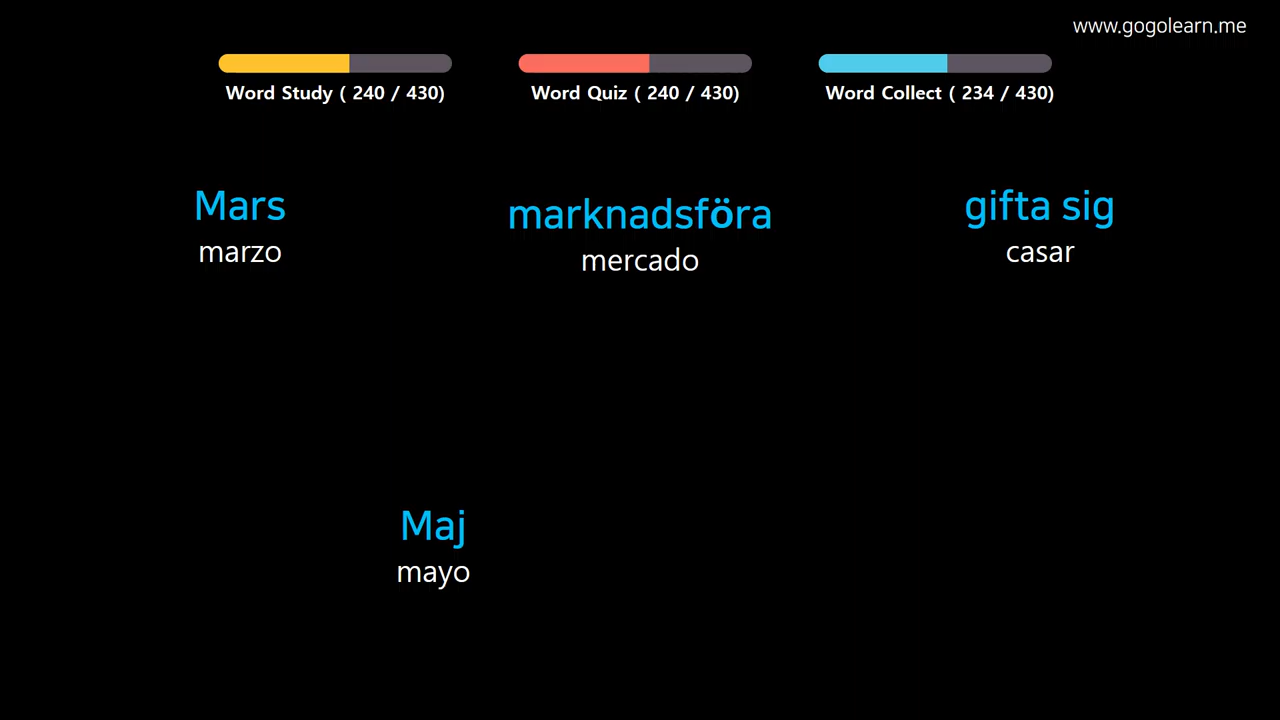 www.gogolearn.me
Word Study ( 240 / 430)
Word Quiz ( 240 / 430)
Word Collect ( 234 / 430)
Mars
marzo
marknadsföra
mercado
gifta sig
casar
Maj
mayo